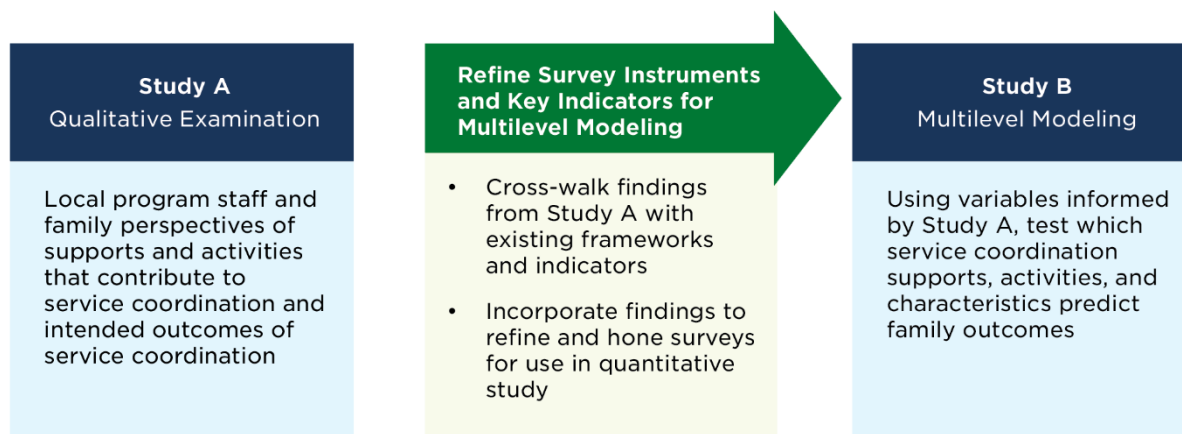 Study A
Qualitative Examination
Local program staff and
family perspectives of
supports and activities
that contribute to
service coordination and
intended outcomes of
service coordination
Refine Survey Instruments
and Key Indicators for
Multilevel Modeling
• Cross-walk findings
from Study A with
existing frameworks
and indicators
• Incorporate findings to
refine and hone surveys
for use in quantitative
study
Study B
Multilevel Modeling
Using variables informed
by Study A, test which
service coordination
supports, activities, and
characteristics predict
family outcomes